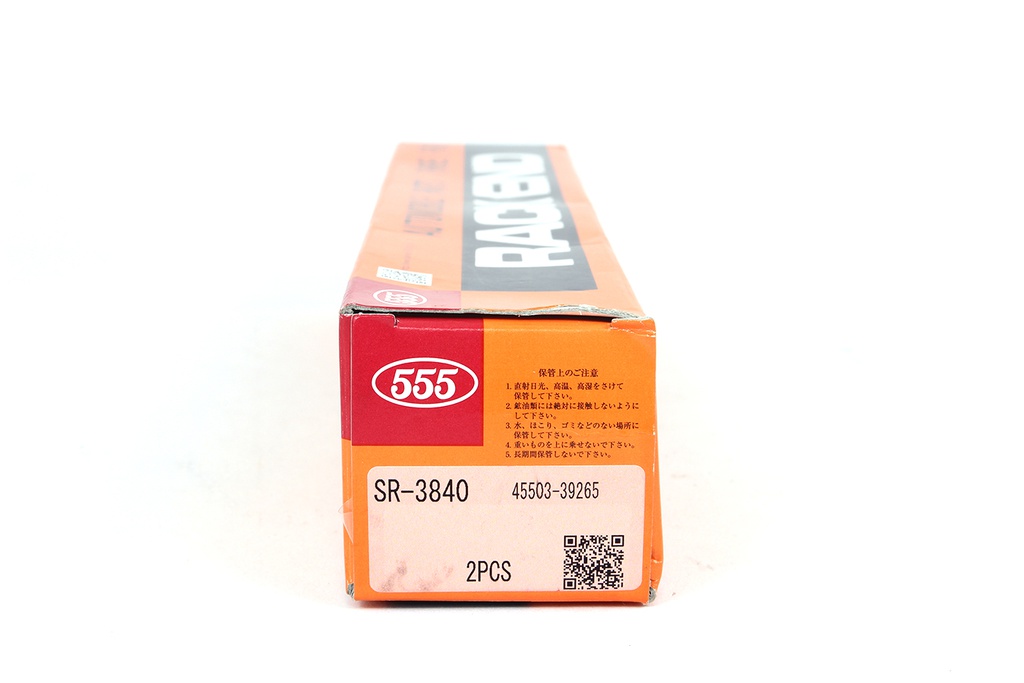 RACK END
555
555
保管上のご注意
1. 直射日光、高温、高湿をさけて
保管して下さい。
2. 鉱油類には絶対に接触しないように
して下さい。
3. 水、ほこり、ゴミなどのない場所に
保管して下さい。
4. 重いものを上に乗せないで下さい。
5. 長期間保管しないで下さい。
SR-3840 45503-39265
2PCS